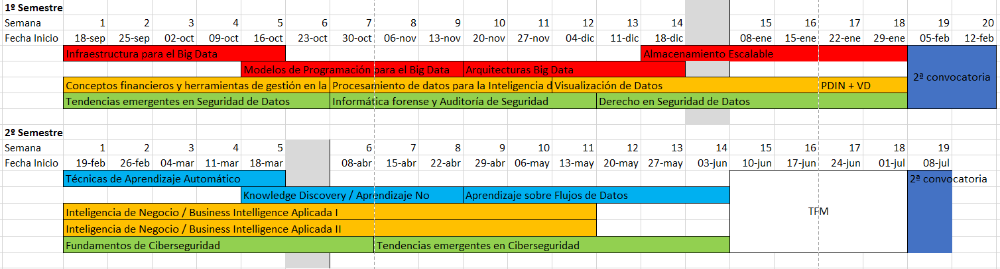 1º Semestre
Semana 1 2 3 4 5 6 7 8 9 10 11 12 13 14 15 16 17 18 19 20
Fecha Inicio 18-sep 25-sep 02-oct 09-oct 16-oct 23-oct 30-oct 06-nov 13-nov 20-nov 27-nov 04-dic 11-dic 18-dic 08-ene 15-ene 22-ene 29-ene 05-feb 12-feb
Infraestructura para el Big Data Almacenamiento Escalable
Modelos de Programación para el Big Data Arquitecturas Big Data
2ª convocatoria
Conceptos financieros y herramientas de gestión en la Procesamiento de datos para la Inteligencia d Visualización de Datos PDIN + VD
Tendencias emergentes en Seguridad de Datos Informática forense y Auditoría de Seguridad Derecho en Seguridad de Datos
2º Semestre
Semana 1 2 3 4 5 6 7 8 9 10 11 12 13 14 15 16 17 18 19
Fecha Inicio 19-feb 26-feb 04-mar 11-mar 18-mar 08-abr 15-abr 22-abr 29-abr 06-may 13-may 20-may 27-may 03-jun 10-jun 17-jun 24-jun 01-jul 08-jul
Técnicas de Aprendizaje Automático 2ª convocatoria
Knowledge Discovery / Aprendizaje No Aprendizaje sobre Flujos de Datos
Inteligencia de Negocio / Business Intelligence Aplicada I TFM
Inteligencia de Negocio / Business Intelligence Aplicada II
Fundamentos de Ciberseguridad Tendencias emergentes en Ciberseguridad